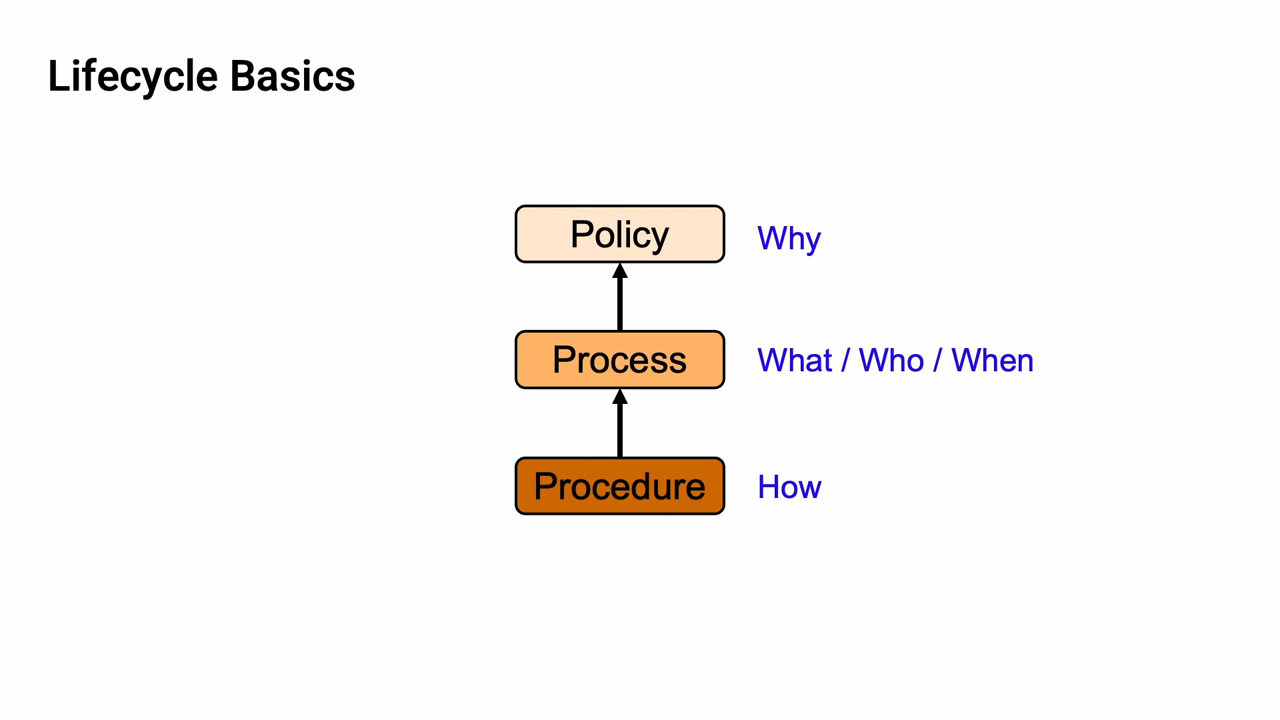 Lifecycle Basics
Policy Why
Process What / Who / When
Procedure How